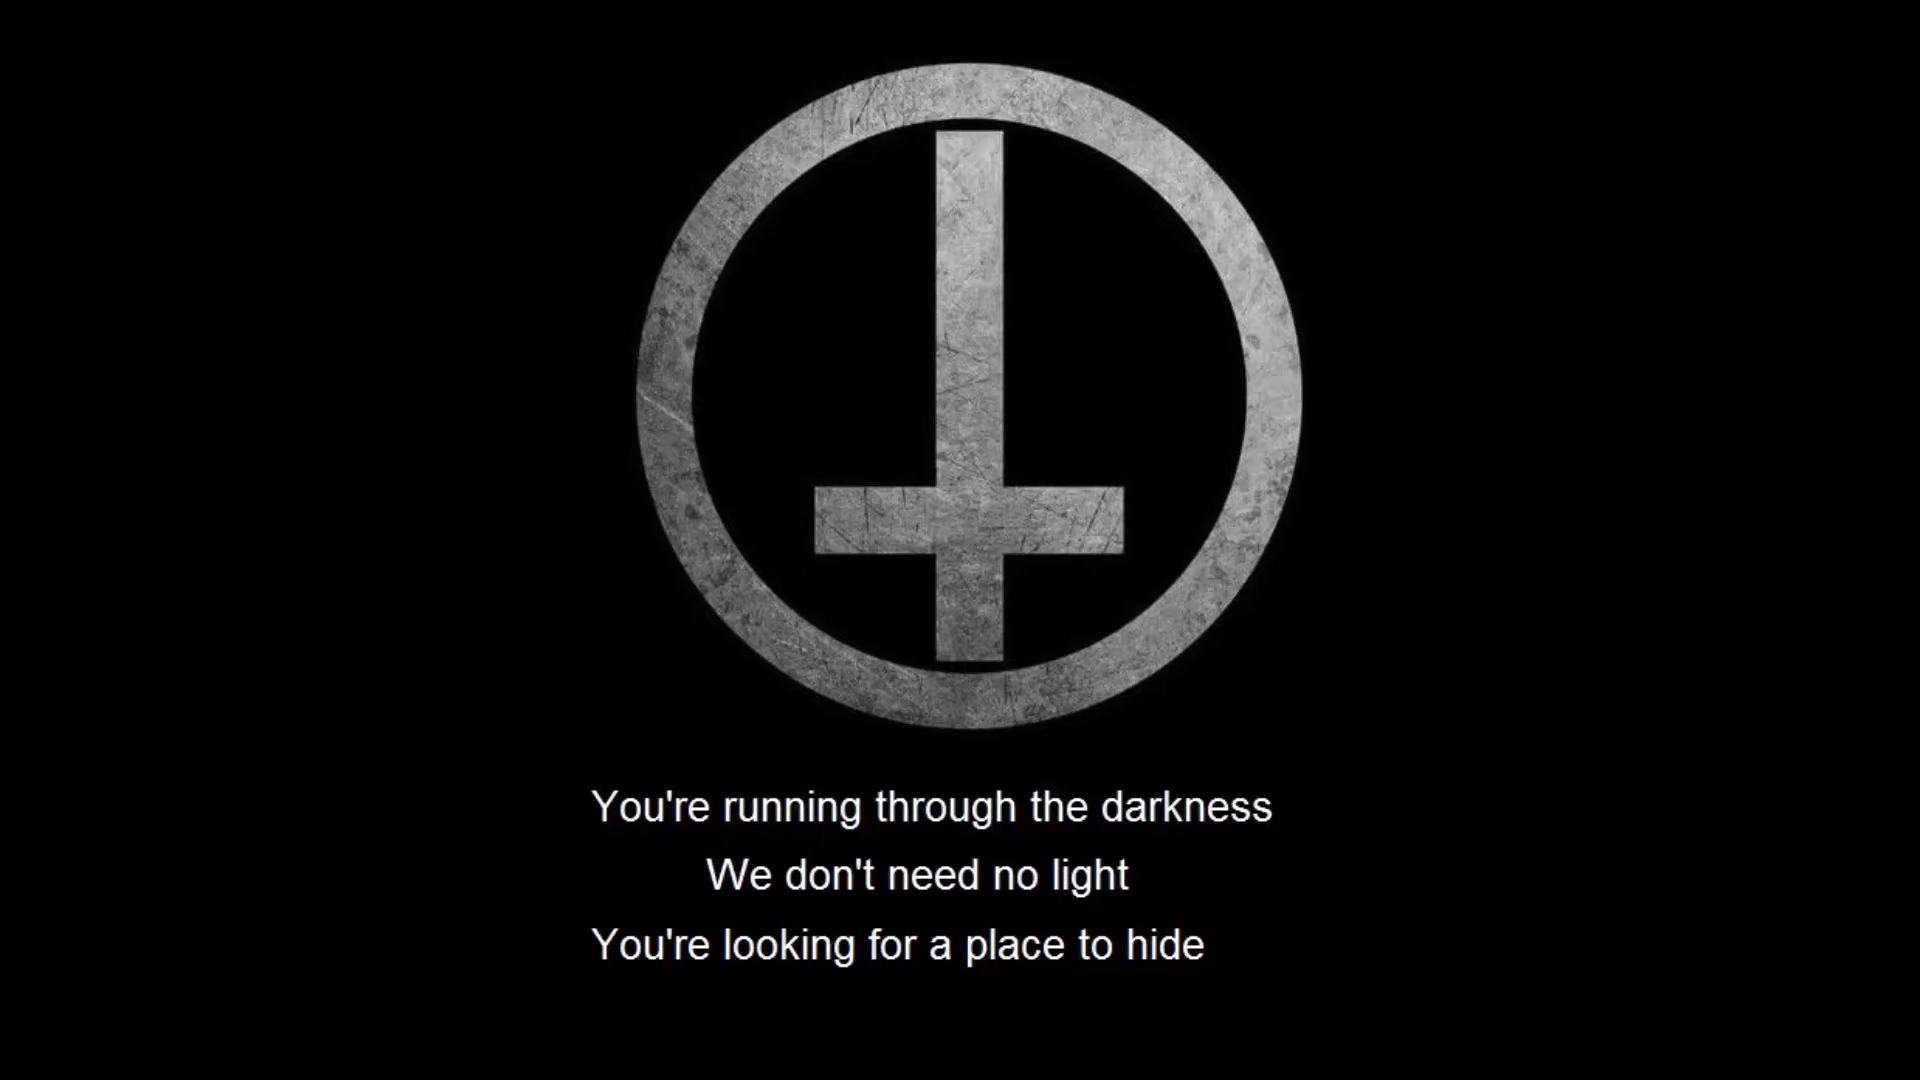 You're running through the darkness
We don't need no light
You're looking for a place to hide